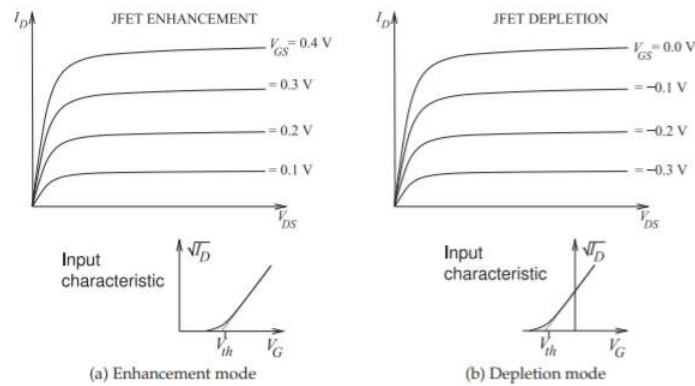 JFET ENHANCEMENT
I_D
V_GS = 0.4 V
= 0.3 V
= 0.2 V
= 0.1 V
V_DS
Input
characteristic
√I_D
V_th
V_G
(a) Enhancement mode
JFET DEPLETION
I_D
V_GS = 0.0 V
= −0.1 V
= −0.2 V
= −0.3 V
V_DS
Input
characteristic
√I_D
V_th
V_G
(b) Depletion mode